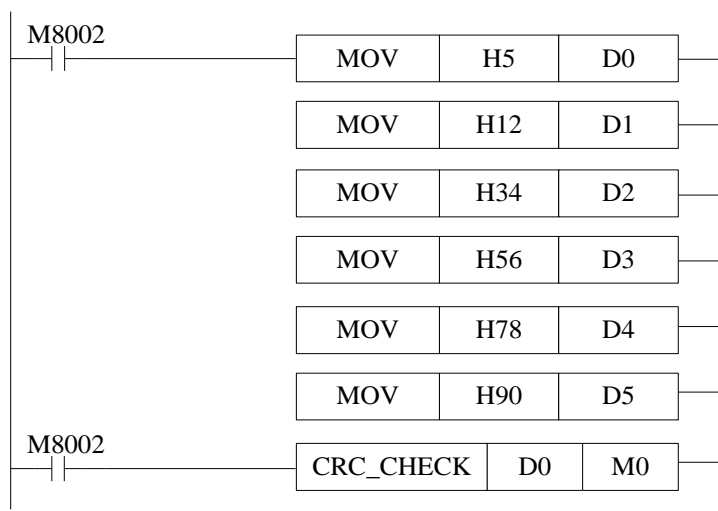 M8002
MOV H5 D0
MOV H12 D1
MOV H34 D2
MOV H56 D3
MOV H78 D4
MOV H90 D5
M8002
CRC_CHECK D0 M0